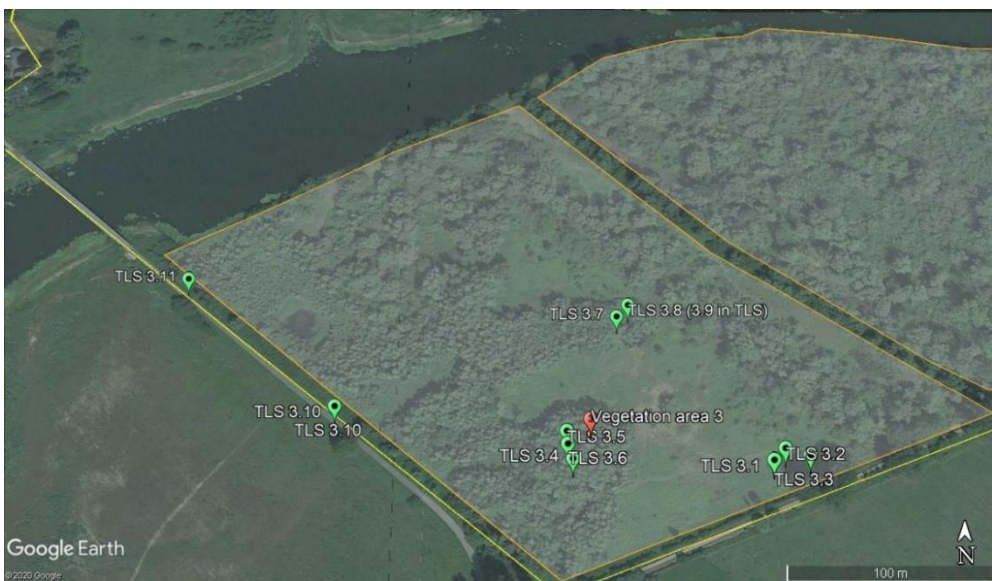 TLS 3.11
TLS 3.7
TLS 3.8 (3.9 in TLS)
TLS 3.10
TLS 3.10
Vegetation area 3
TLS 3.5
TLS 3.4
TLS 3.6
TLS 3.2
TLS 3.1
TLS 3.3
Google Earth
©2020 Google
N
100 m